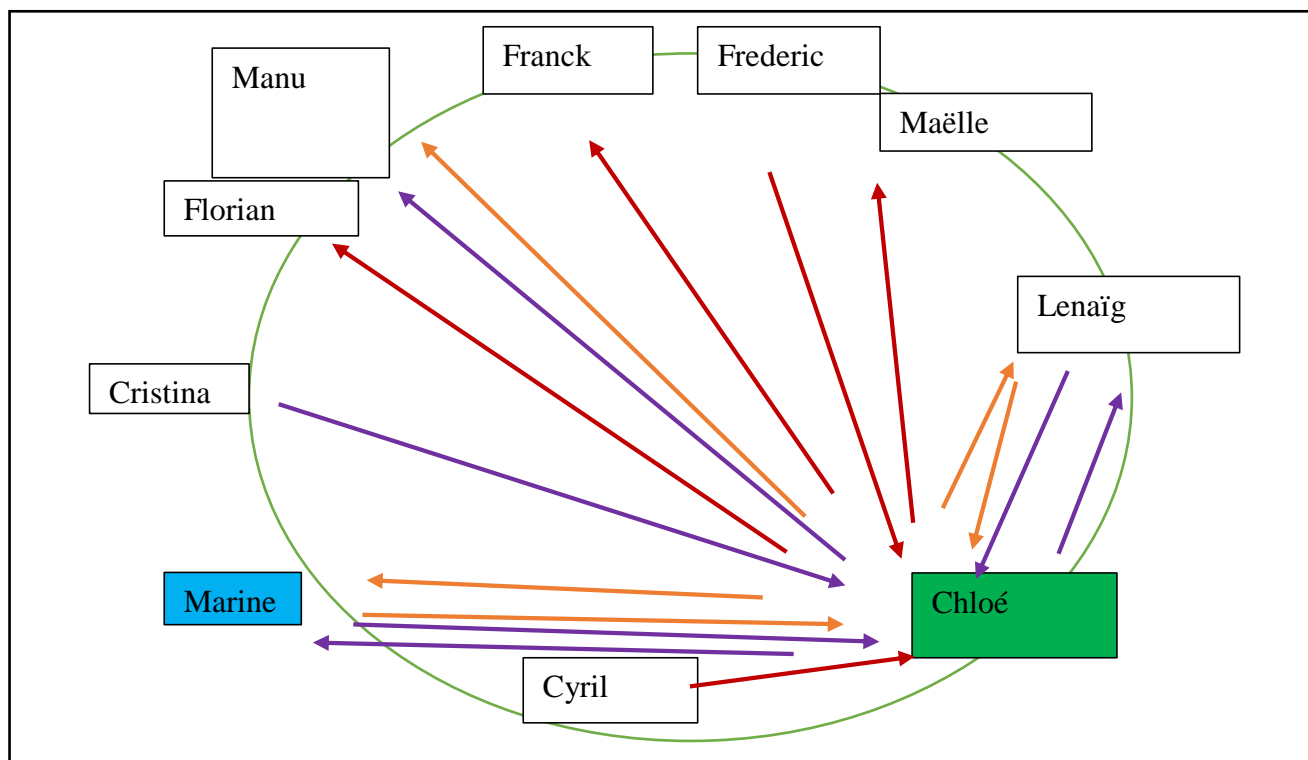 Franck
Frederic
Manu
Maëlle
Florian
Lenaïg
Cristina
Marine
Chloé
Cyril